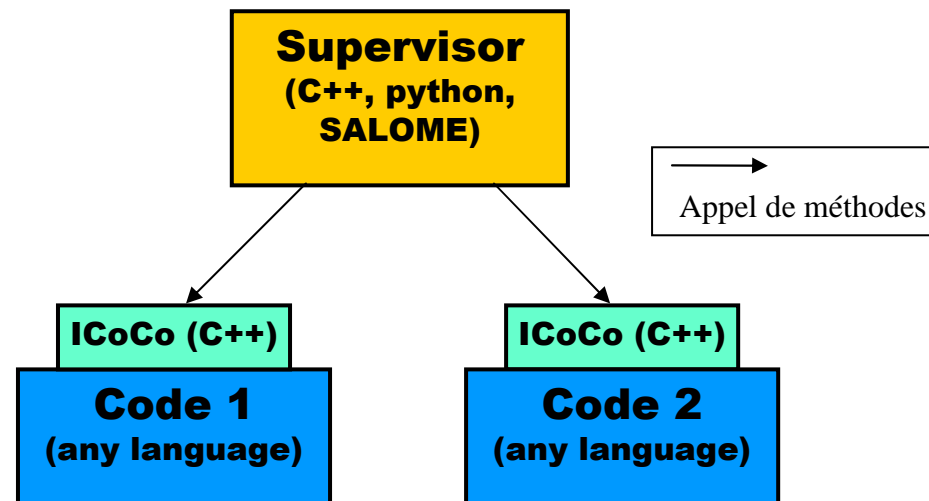 Supervisor
(C++, python,
SALOME)
Appel de méthodes
ICoCo (C++)
ICoCo (C++)
Code 1
(any language)
Code 2
(any language)